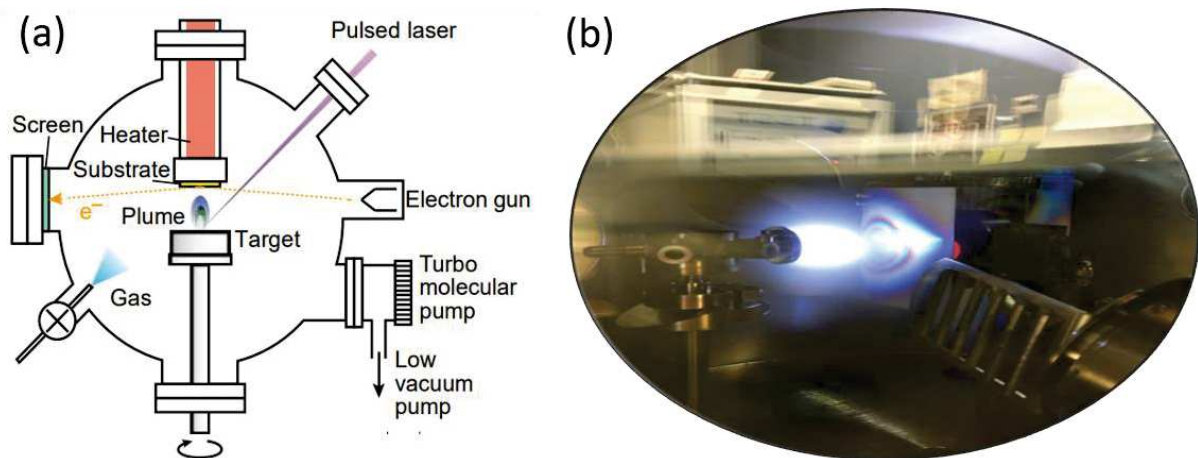 (a)
Pulsed laser
Screen
Heater
Substrate
e⁻
Plume
Electron gun
Target
Gas
Turbo
molecular
pump
Low
vacuum
pump
(b)